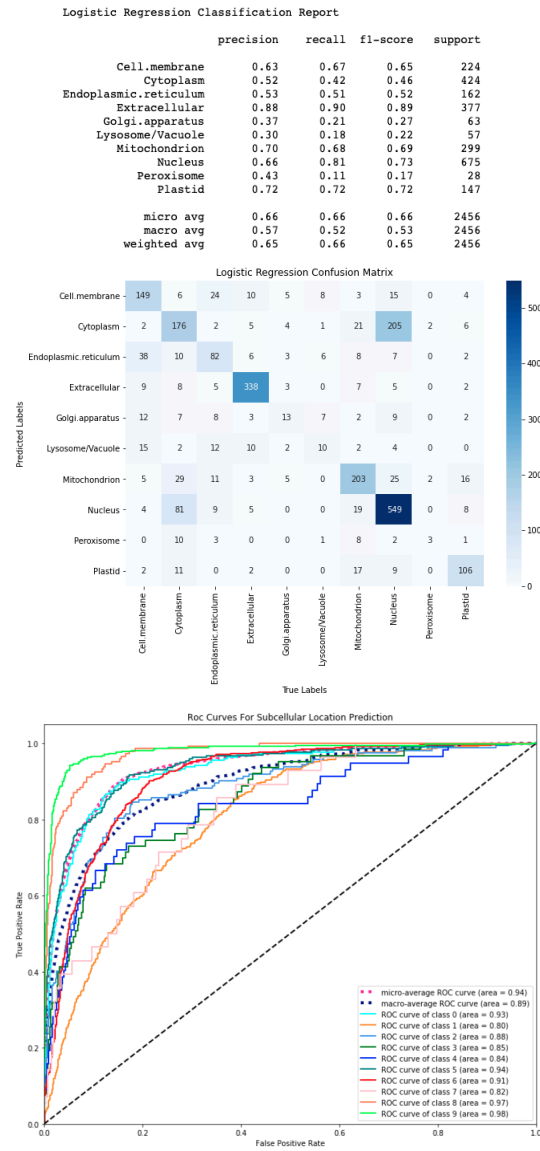 Logistic Regression Classification Report
precision recall f1-score support
Cell.membrane 0.63 0.67 0.65 224
Cytoplasm 0.52 0.42 0.46 424
Endoplasmic.reticulum 0.53 0.51 0.52 162
Extracellular 0.88 0.90 0.89 377
Golgi.apparatus 0.37 0.21 0.27 63
Lysosome/Vacuole 0.30 0.18 0.22 57
Mitochondrion 0.70 0.68 0.69 299
Nucleus 0.66 0.81 0.73 675
Peroxisome 0.43 0.11 0.17 28
Plastid 0.72 0.72 0.72 147
micro avg 0.66 0.66 0.66 2456
macro avg 0.57 0.52 0.53 2456
weighted avg 0.65 0.66 0.65 2456
Logistic Regression Confusion Matrix
Predicted Labels
Cell.membrane 149 6 24 10 5 8 3 15 0 4
Cytoplasm 2 176 2 5 4 1 21 205 2 6
Endoplasmic.reticulum 38 10 82 6 3 6 8 7 0 2
Extracellular 9 8 5 338 3 0 7 5 0 2
Golgi.apparatus 12 7 8 3 13 7 2 9 0 2
Lysosome/Vacuole 15 2 12 10 2 10 2 4 0 0
Mitochondrion 5 29 11 3 5 0 203 25 2 16
Nucleus 4 81 9 5 0 0 19 549 0 8
Peroxisome 0 10 3 0 0 1 8 2 3 1
Plastid 2 11 0 2 0 0 17 9 0 106
500
400
300
200
100
0
Cell.membrane
Cytoplasm
Endoplasmic.reticulum
Extracellular
Golgi.apparatus
Lysosome/Vacuole
Mitochondrion
Nucleus
Peroxisome
Plastid
True Labels
Roc Curves For Subcellular Location Prediction
True Positive Rate
1.0
0.8
0.6
0.4
0.2
0.0
micro-average ROC curve (area = 0.94)
macro-average ROC curve (area = 0.89)
ROC curve of class 0 (area = 0.93)
ROC curve of class 1 (area = 0.80)
ROC curve of class 2 (area = 0.88)
ROC curve of class 3 (area = 0.85)
ROC curve of class 4 (area = 0.84)
ROC curve of class 5 (area = 0.94)
ROC curve of class 6 (area = 0.91)
ROC curve of class 7 (area = 0.82)
ROC curve of class 8 (area = 0.97)
ROC curve of class 9 (area = 0.98)
0.0 0.2 0.4 0.6 0.8 1.0
False Positive Rate